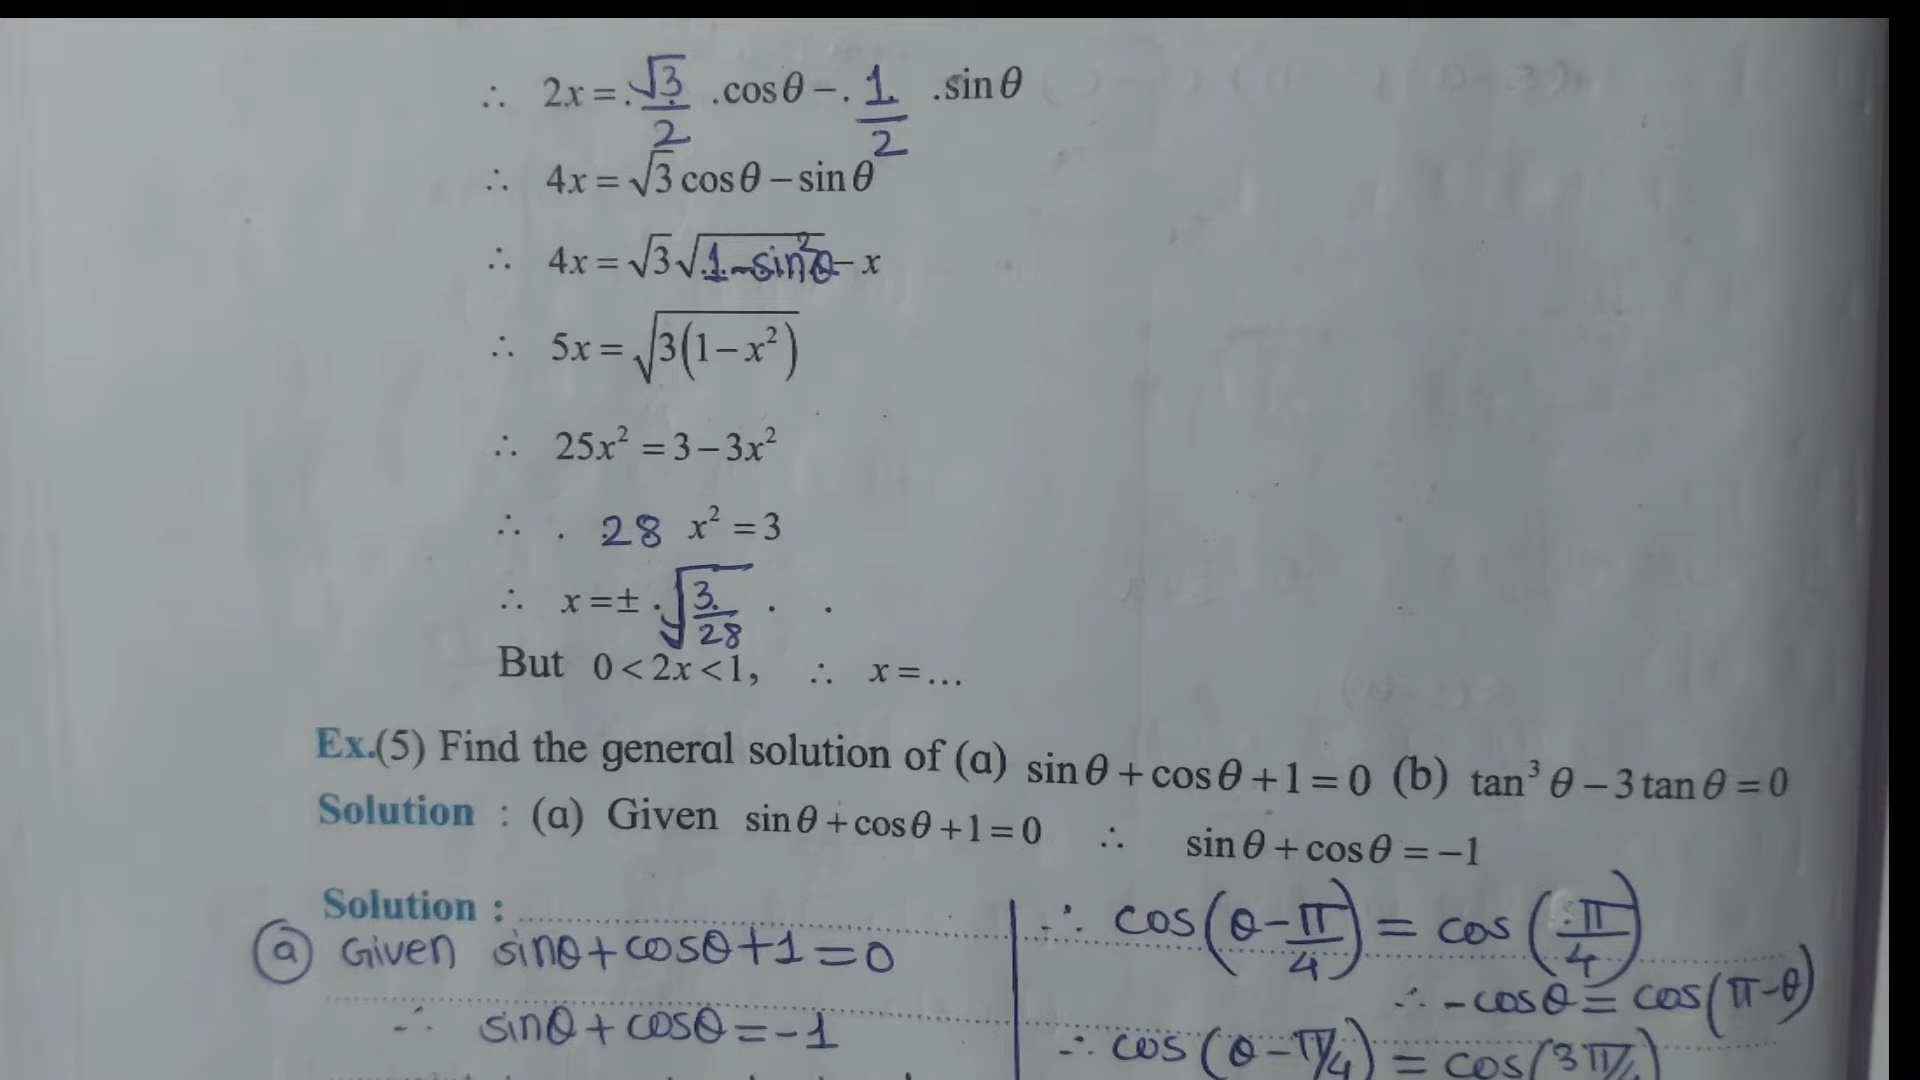 ∴ 2x = . √3/2 .cosθ − . 1/2 .sinθ
∴ 4x = √3 cosθ − sinθ
∴ 4x = √3 √(1−sin²θ) − x
∴ 5x = √(3(1−x²))
∴ 25x² = 3 − 3x²
∴ . 28 x² = 3
∴ x = ± . √(3/28) . .
But 0 < 2x < 1, ∴ x = ...
Ex.(5) Find the general solution of (a) sinθ + cosθ + 1 = 0 (b) tan³θ − 3 tanθ = 0
Solution : (a) Given sinθ + cosθ + 1 = 0 ∴ sinθ + cosθ = −1
Solution :
(a) Given sinθ + cosθ + 1 = 0
∴ sinθ + cosθ = −1
∴ cos(θ − π/4) = cos(π/4)
∴ −cosθ = cos(π−θ)
∴ cos(θ − π/4) = cos(3π/